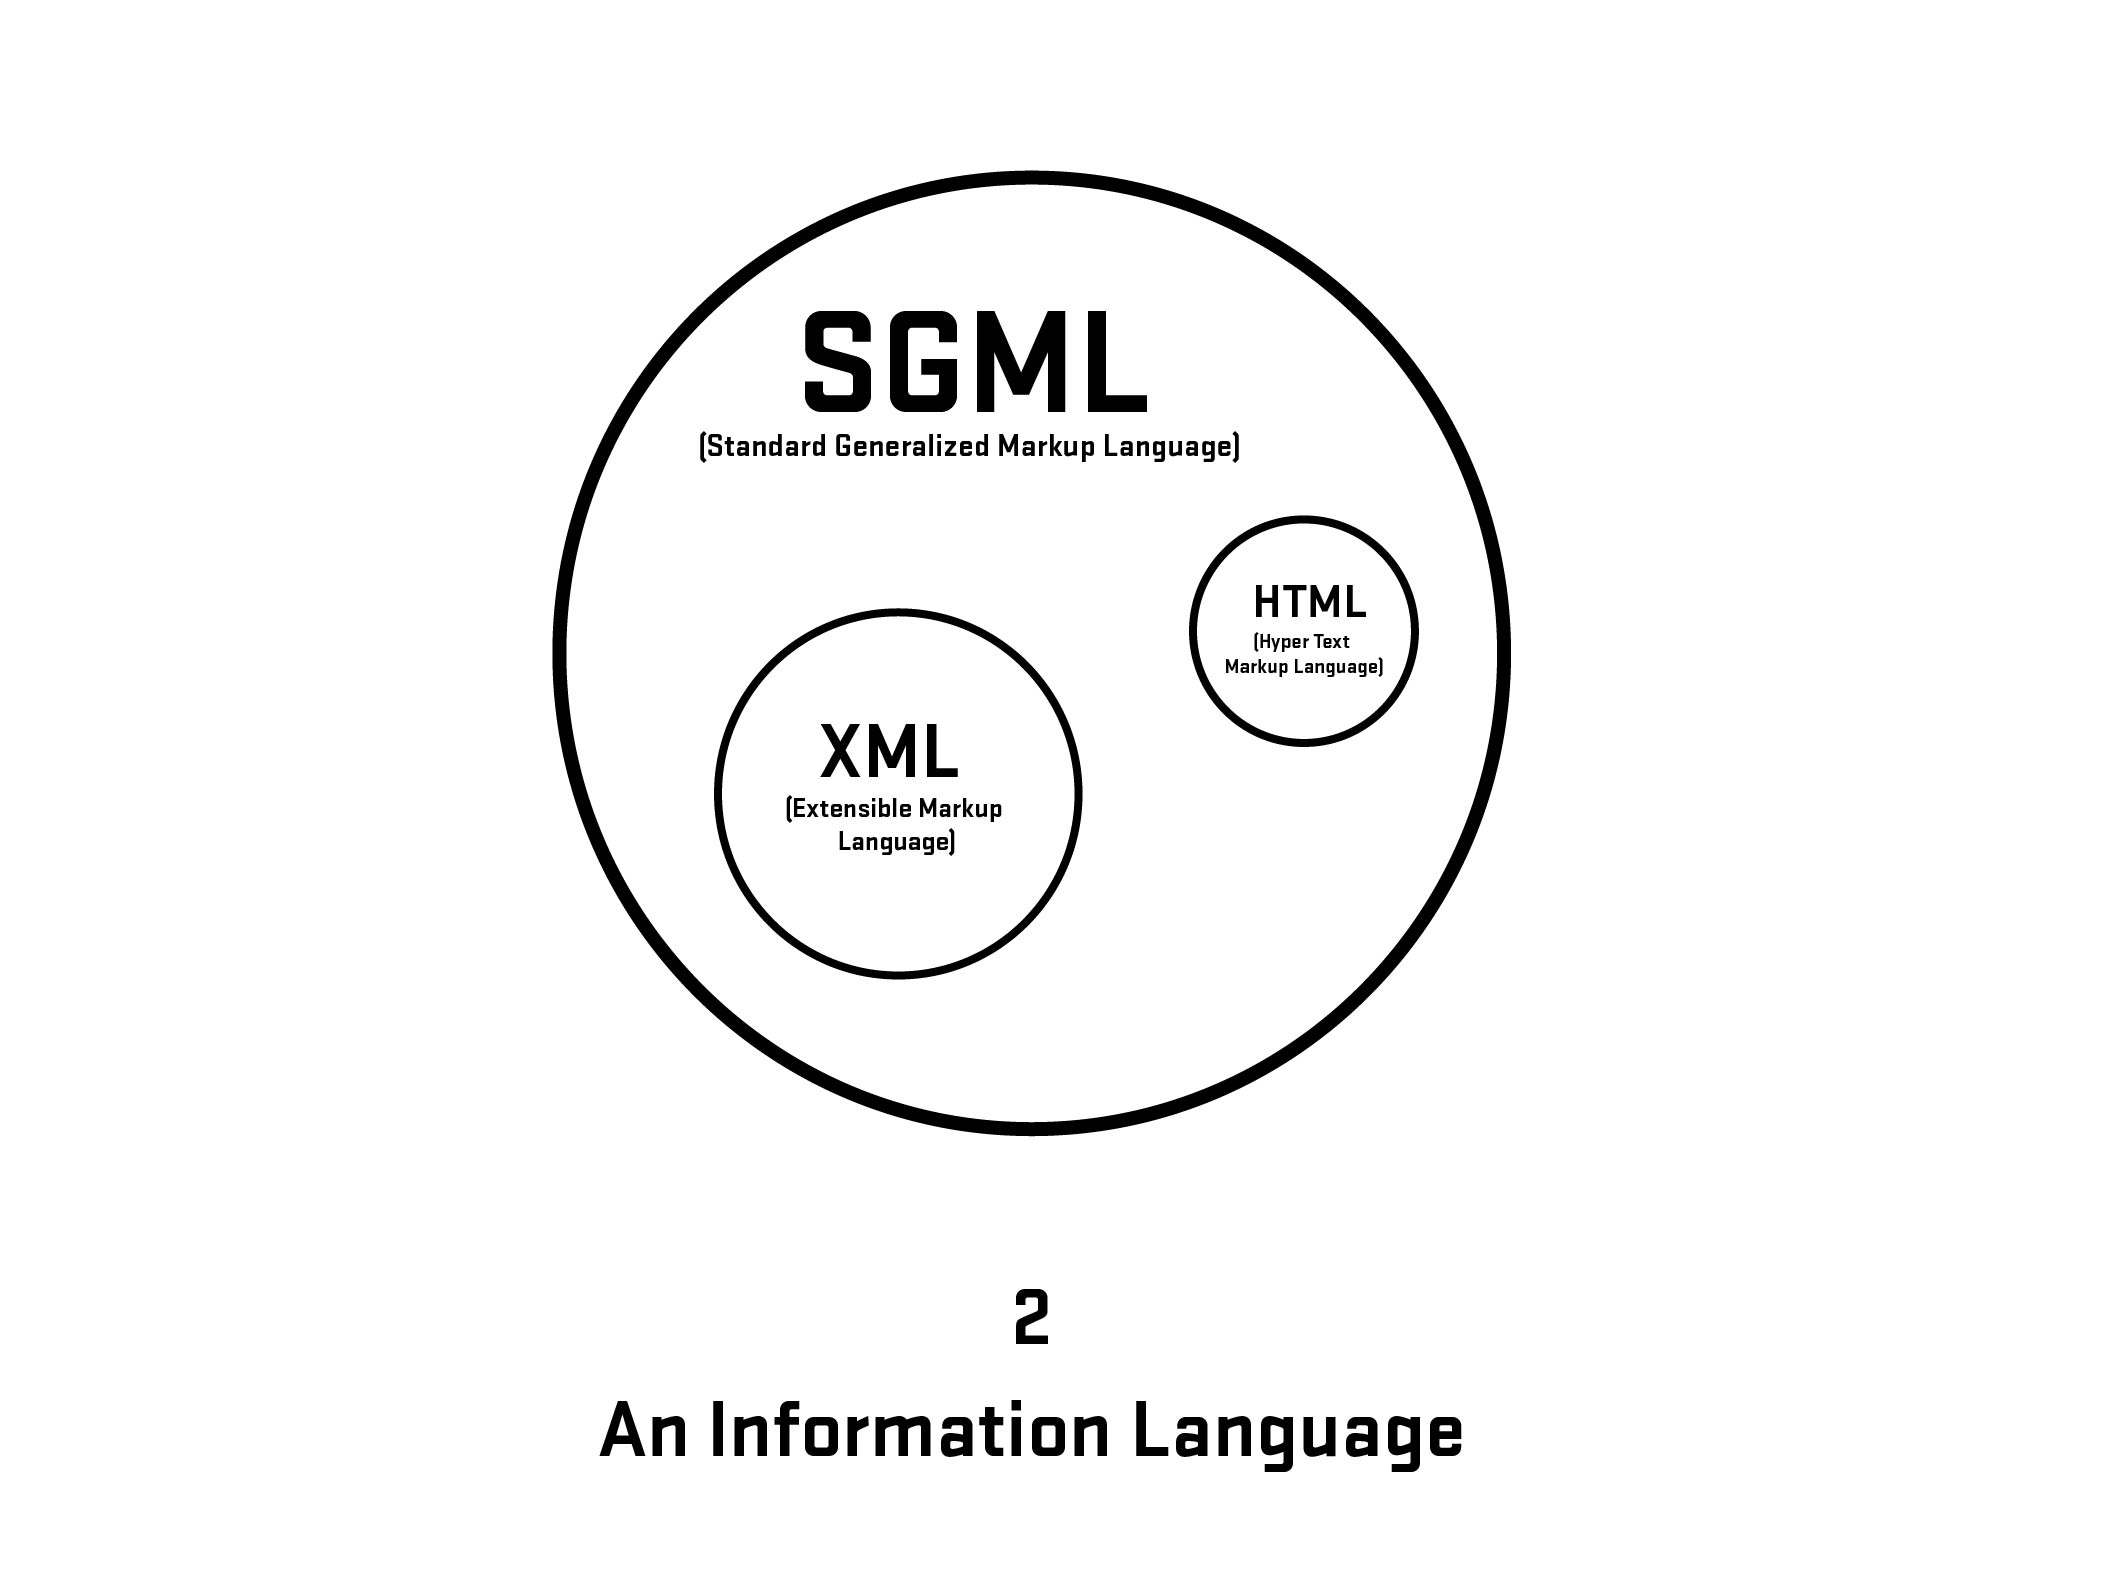 SGML
(Standard Generalized Markup Language)
HTML
(Hyper Text
Markup Language)
XML
(Extensible Markup
Language)
2
An Information Language